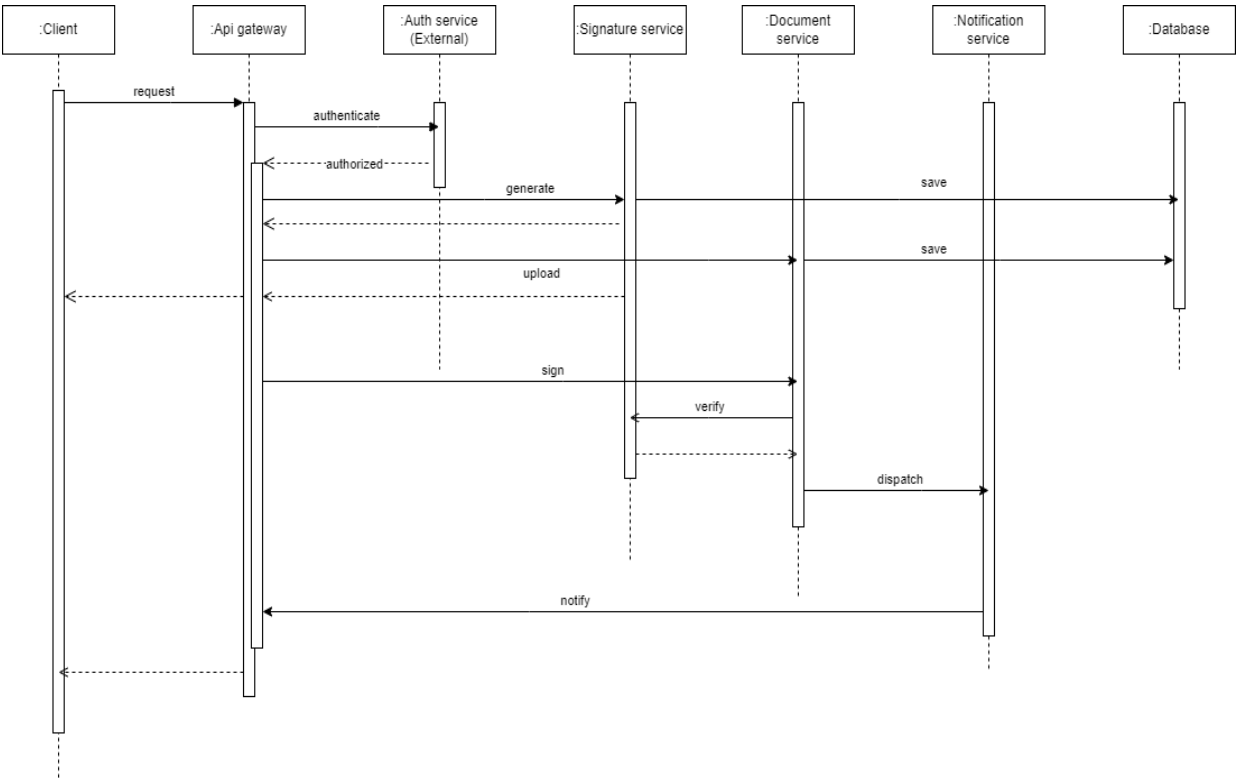 :Client
:Api gateway
:Auth service
(External)
:Signature service
:Document
service
:Notification
service
:Database
request
authenticate
authorized
generate
save
save
upload
sign
verify
dispatch
notify